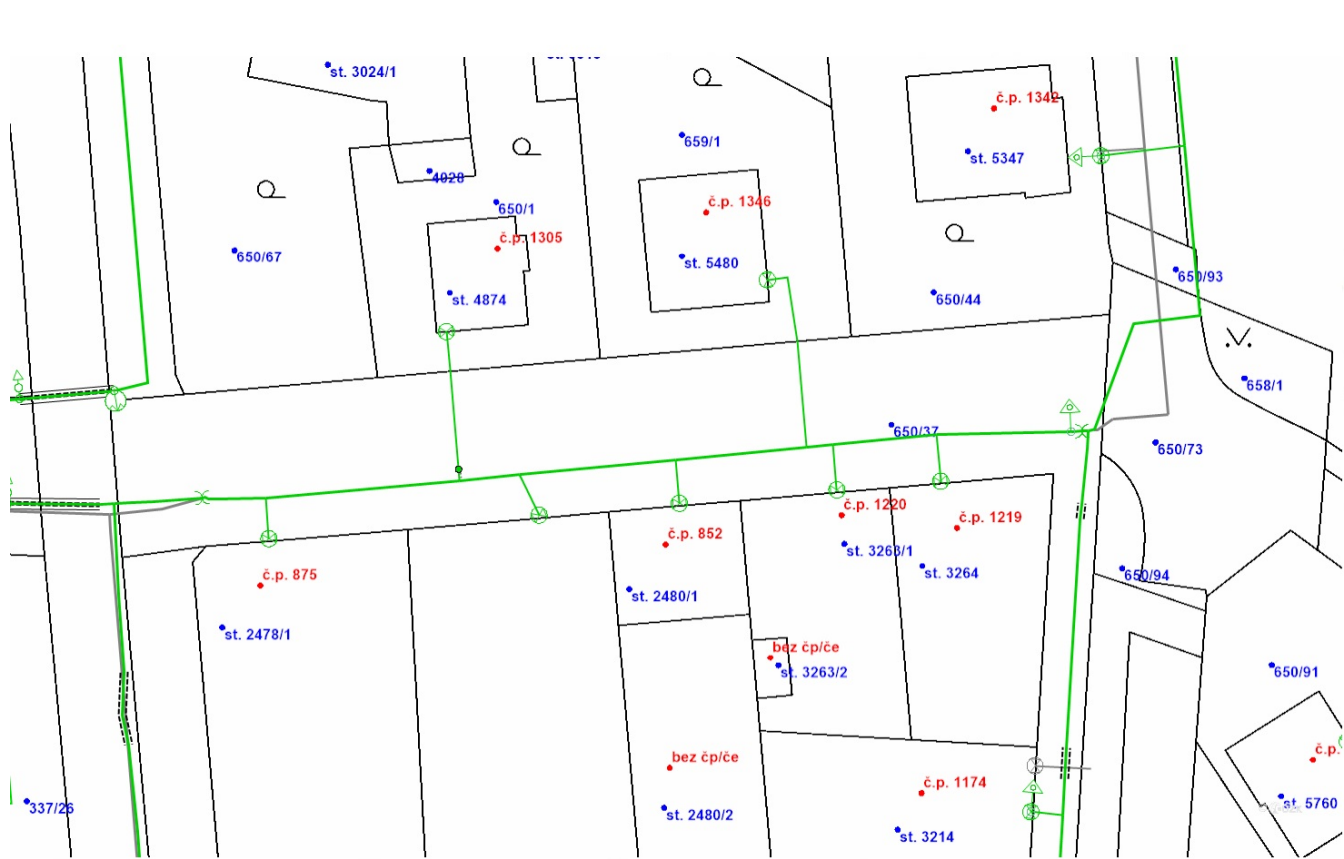 st. 3024/1
č.p. 1342
659/1
st. 5347
4028
650/1
č.p. 1346
č.p. 1305
650/67
st. 5480
650/93
st. 4874
650/44
658/1
650/37
650/73
č.p. 1220
č.p. 1219
č.p. 852
st. 3263/1
č.p. 875
st. 3264
650/94
st. 2480/1
st. 2478/1
bez čp/če
st. 3263/2
650/91
bez čp/če
č.p.
č.p. 1174
337/26
st. 5760
st. 2480/2
st. 3214